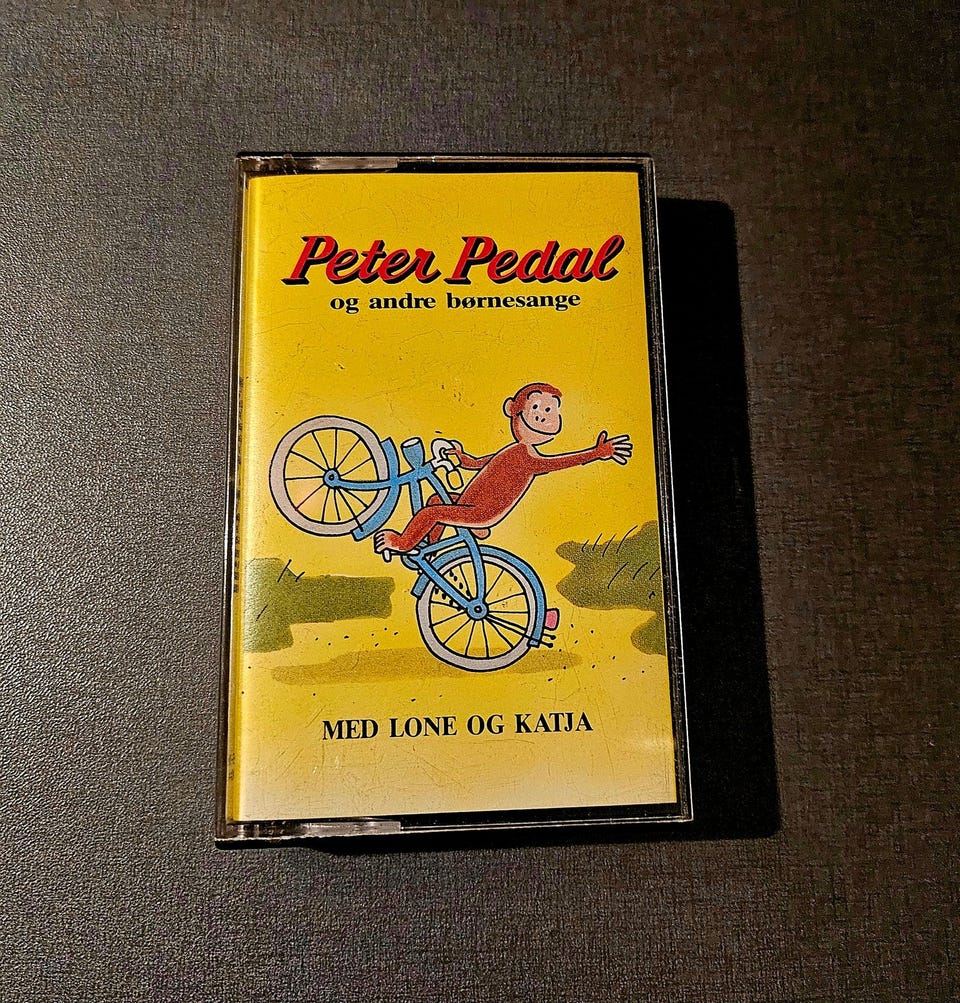 Peter Pedal
og andre børnesange
MED LONE OG KATJA